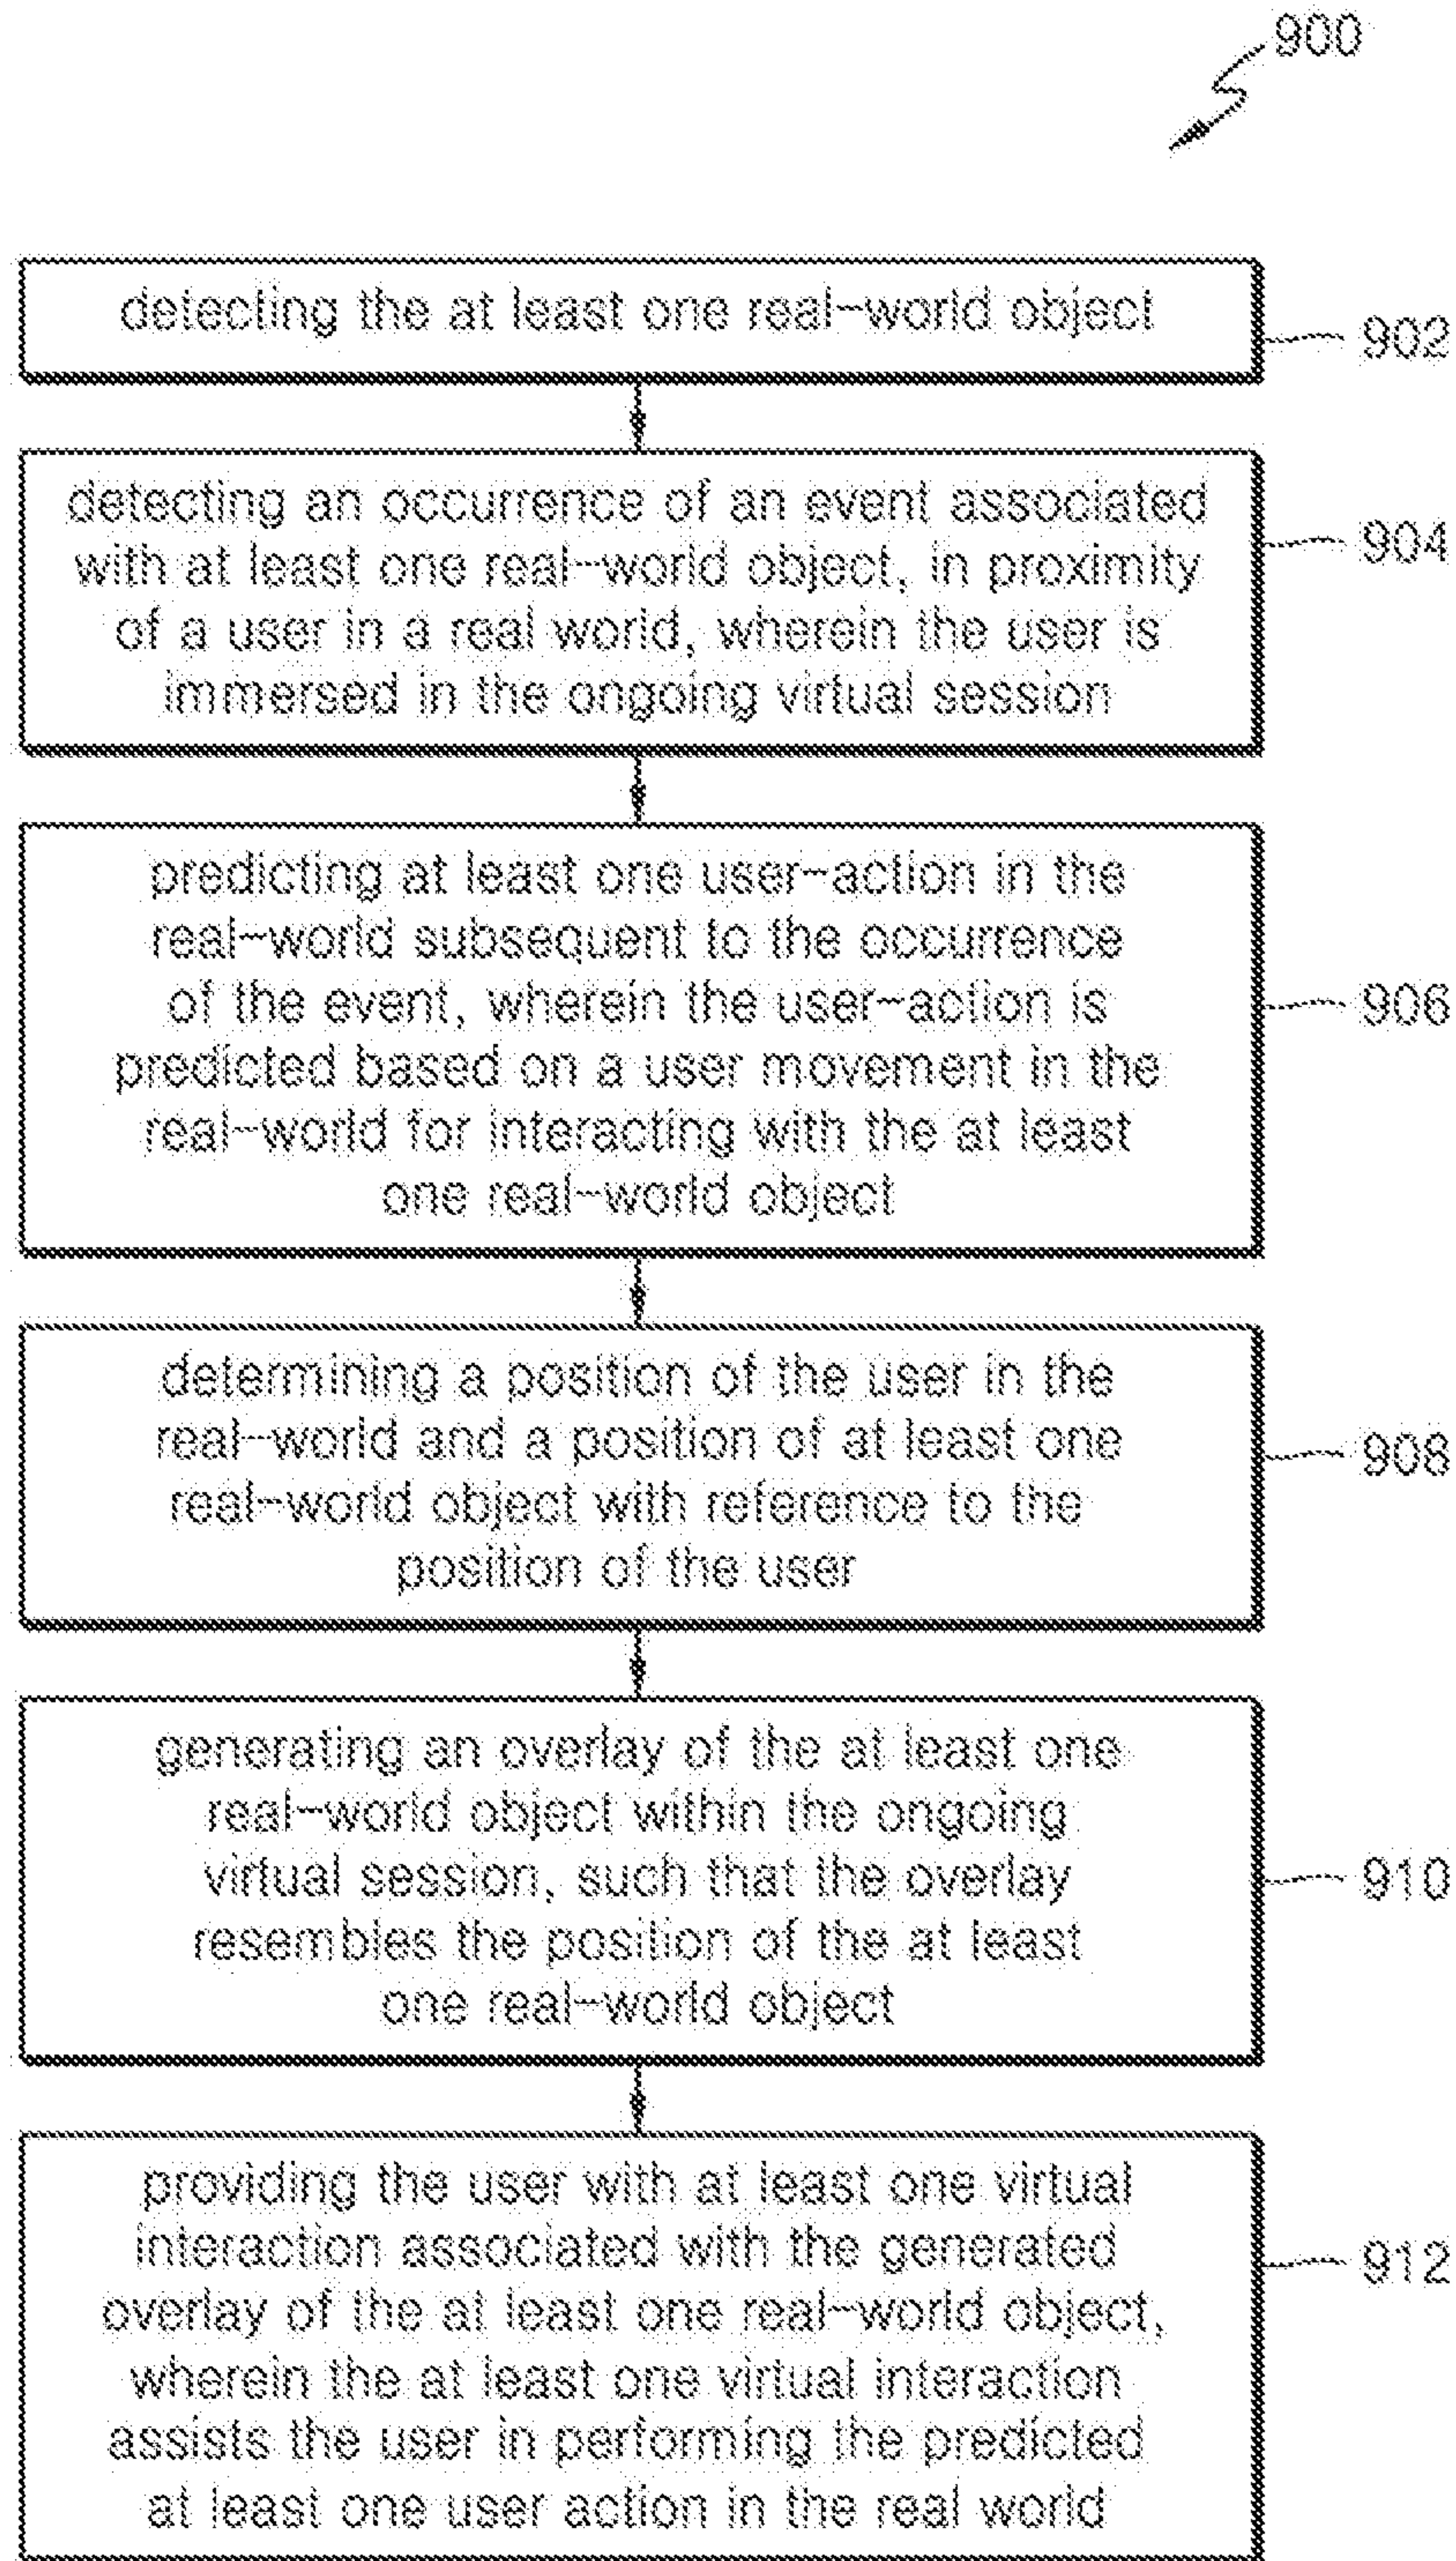 900
detecting the at least one real-world object
902
detecting an occurrence of an event associated
with at least one real-world object, in proximity
of a user in a real world, wherein the user is
immersed in the ongoing virtual session
904
predicting at least one user-action in the
real-world subsequent to the occurrence
of the event, wherein the user-action is
predicted based on a user movement in the
real-world for interacting with the at least
one real-world object
906
determining a position of the user in the
real-world and a position of at least one
real-world object with reference to the
position of the user
908
generating an overlay of the at least one
real-world object within the ongoing
virtual session, such that the overlay
resembles the position of the at least
one real-world object
910
providing the user with at least one virtual
interaction associated with the generated
overlay of the at least one real-world object,
wherein the at least one virtual interaction
assists the user in performing the predicted
at least one user action in the real world
912